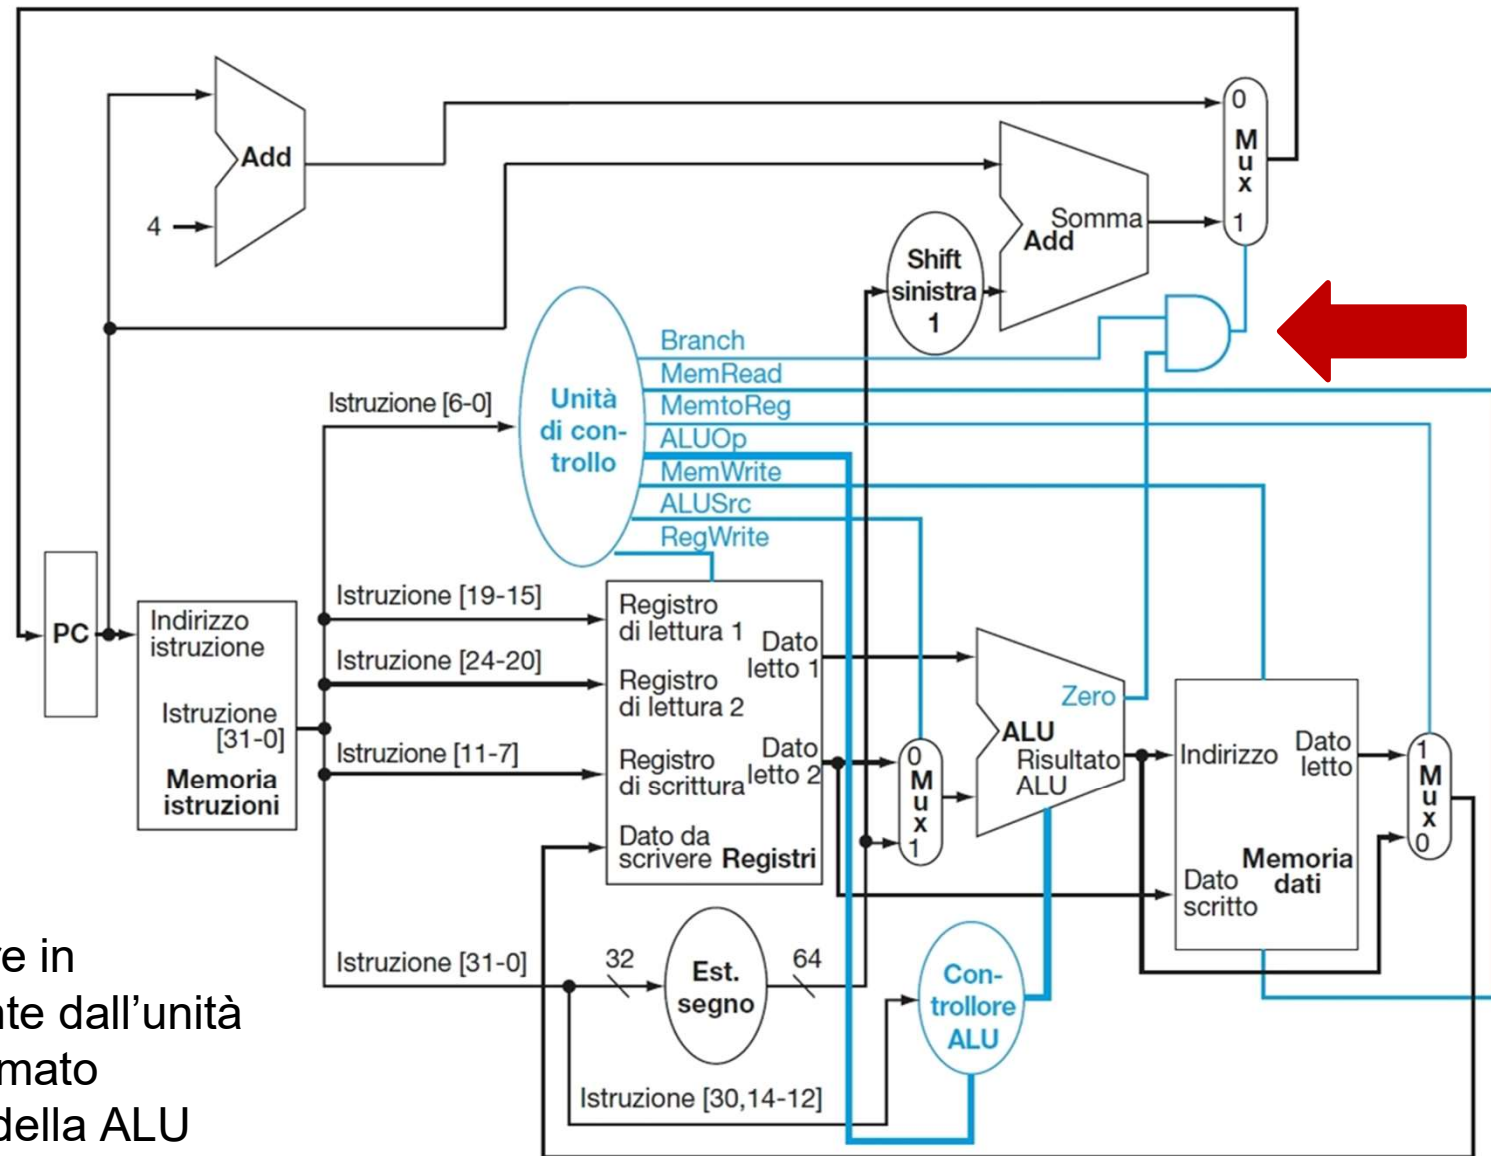 Add
4
0
M
u
x
1
Somma
Add
Shift
sinistra
1
Branch
MemRead
MemtoReg
ALUOp
MemWrite
ALUSrc
RegWrite
Unità
di con-
trollo
Istruzione [6-0]
PC
Indirizzo
istruzione
Istruzione
[31-0]
Memoria
istruzioni
Istruzione [19-15]
Istruzione [24-20]
Istruzione [11-7]
Registro
di lettura 1
Registro
di lettura 2
Registro
di scrittura
Dato da
scrivere
Registri
Dato
letto 1
Dato
letto 2
0
M
u
x
1
Zero
ALU
Risultato
ALU
Indirizzo
Dato
letto
Dato
scritto
Memoria
dati
1
M
u
x
0
Istruzione [31-0]
32
Est.
segno
64
Con-
trollore
ALU
Istruzione [30,14-12]
e in
te dall’unità
mato
della ALU